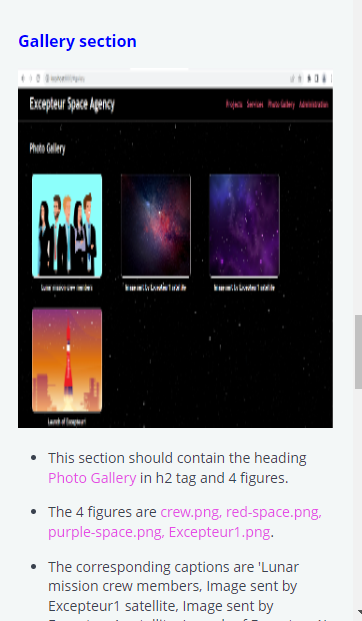 Gallery section
Excepteur Space Agency
Projects Services Photo Gallery Administration
Photo Gallery
Lunar mission crew members
Image sent by Excepteur1 satellite
Image sent by Excepteur1 satellite
Launch of Excepteur1
This section should contain the heading
Photo Gallery in h2 tag and 4 figures.
The 4 figures are crew.png, red-space.png,
purple-space.png, Excepteur1.png.
The corresponding captions are 'Lunar
mission crew members, Image sent by
Excepteur1 satellite, Image sent by